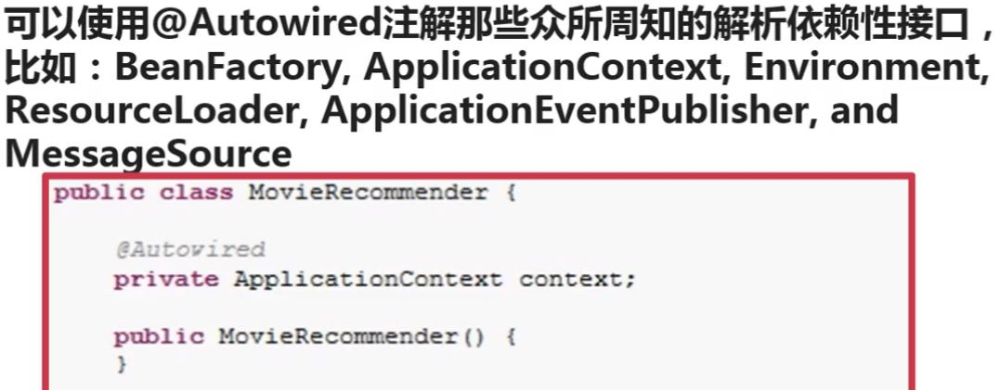 可以使用@Autowired注解那些众所周知的解析依赖性接口，
比如：BeanFactory, ApplicationContext, Environment,
ResourceLoader, ApplicationEventPublisher, and
MessageSource
public class MovieRecommender {
@Autowired
private ApplicationContext context;
public MovieRecommender() {
}